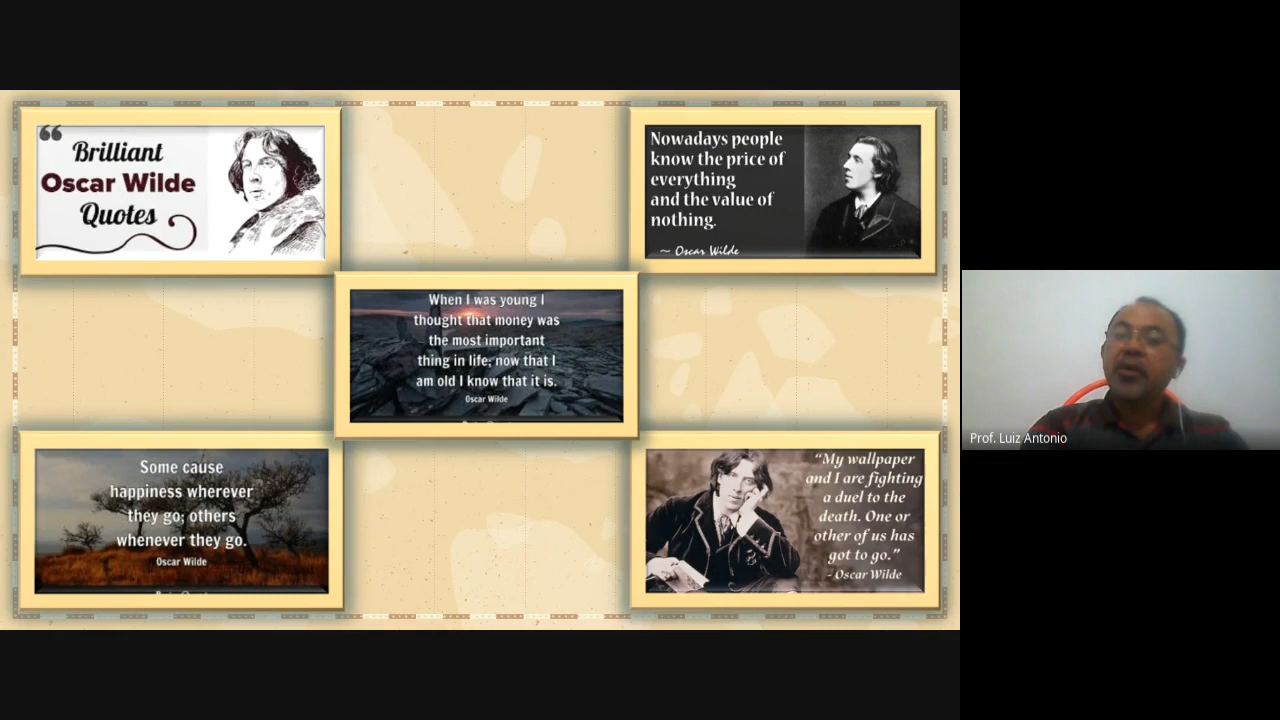 “
Brilliant
Oscar Wilde
Quotes
Nowadays people
know the price of
everything
and the value of
nothing.
~ Oscar Wilde
When I was young I
thought that money was
the most important
thing in life; now that I
am old I know that it is.
Oscar Wilde
Some cause
happiness wherever
they go; others
whenever they go.
Oscar Wilde
“My wallpaper
and I are fighting
a duel to the
death. One or
other of us has
got to go.”
- Oscar Wilde
Prof. Luiz Antonio